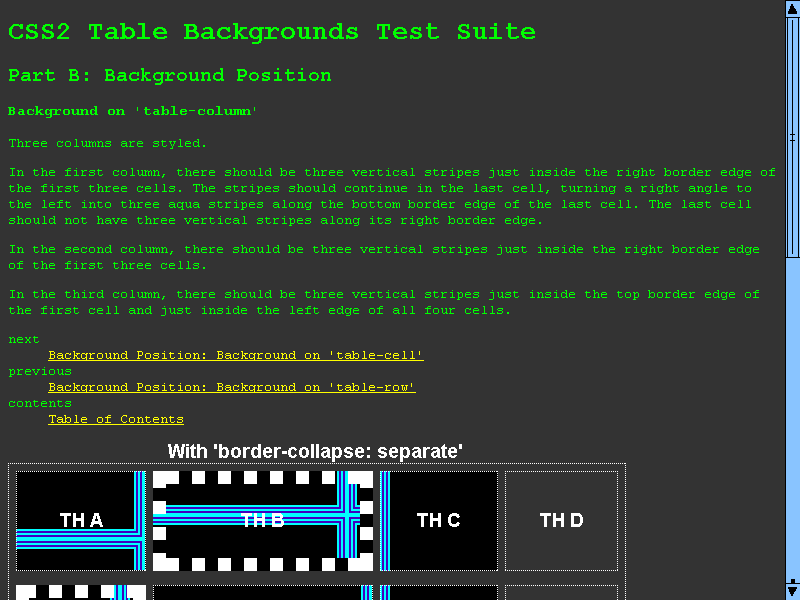 CSS2 Table Backgrounds Test Suite
Part B: Background Position
Background on 'table-column'
Three columns are styled.
In the first column, there should be three vertical stripes just inside the right border edge of
the first three cells. The stripes should continue in the last cell, turning a right angle to
the left into three aqua stripes along the bottom border edge of the last cell. The last cell
should not have three vertical stripes along its right border edge.
In the second column, there should be three vertical stripes just inside the right border edge
of the first three cells.
In the third column, there should be three vertical stripes just inside the top border edge of
the first cell and just inside the left edge of all four cells.
next
Background Position: Background on 'table-cell'
previous
Background Position: Background on 'table-row'
contents
Table of Contents
With 'border-collapse: separate'
TH A TH B TH C TH D